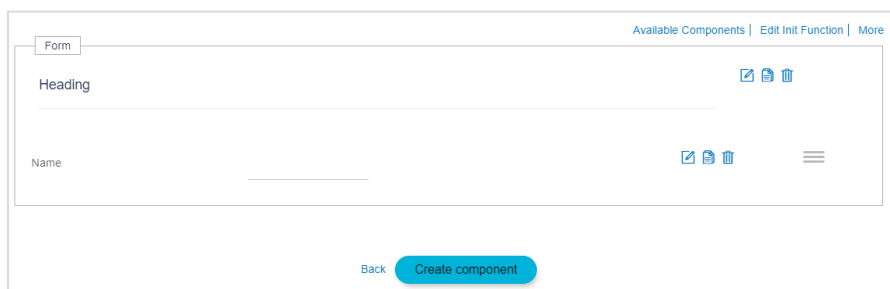 Available Components | Edit Init Function | More
Form
Heading
Name
Back Create component